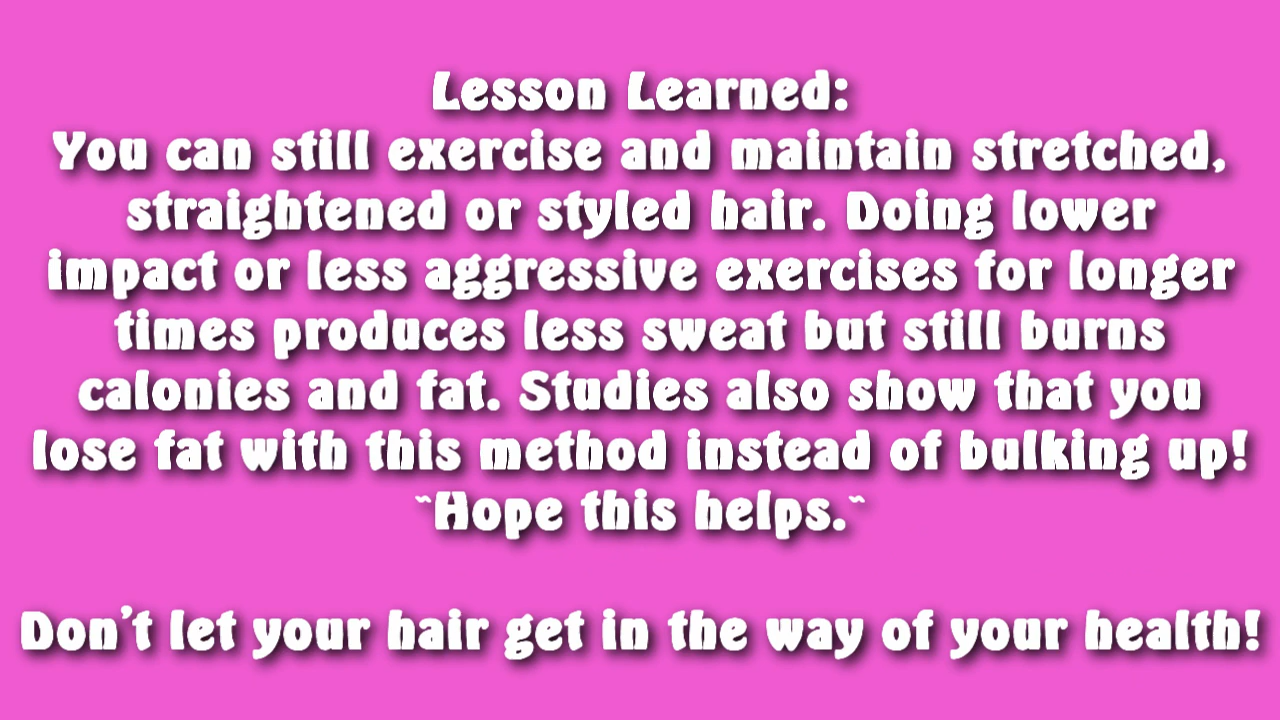 Lesson Learned:
You can still exercise and maintain stretched,
straightened or styled hair. Doing lower
impact or less aggressive exercises for longer
times produces less sweat but still burns
calonies and fat. Studies also show that you
lose fat with this method instead of bulking up!
~Hope this helps.~
Don't let your hair get in the way of your health!